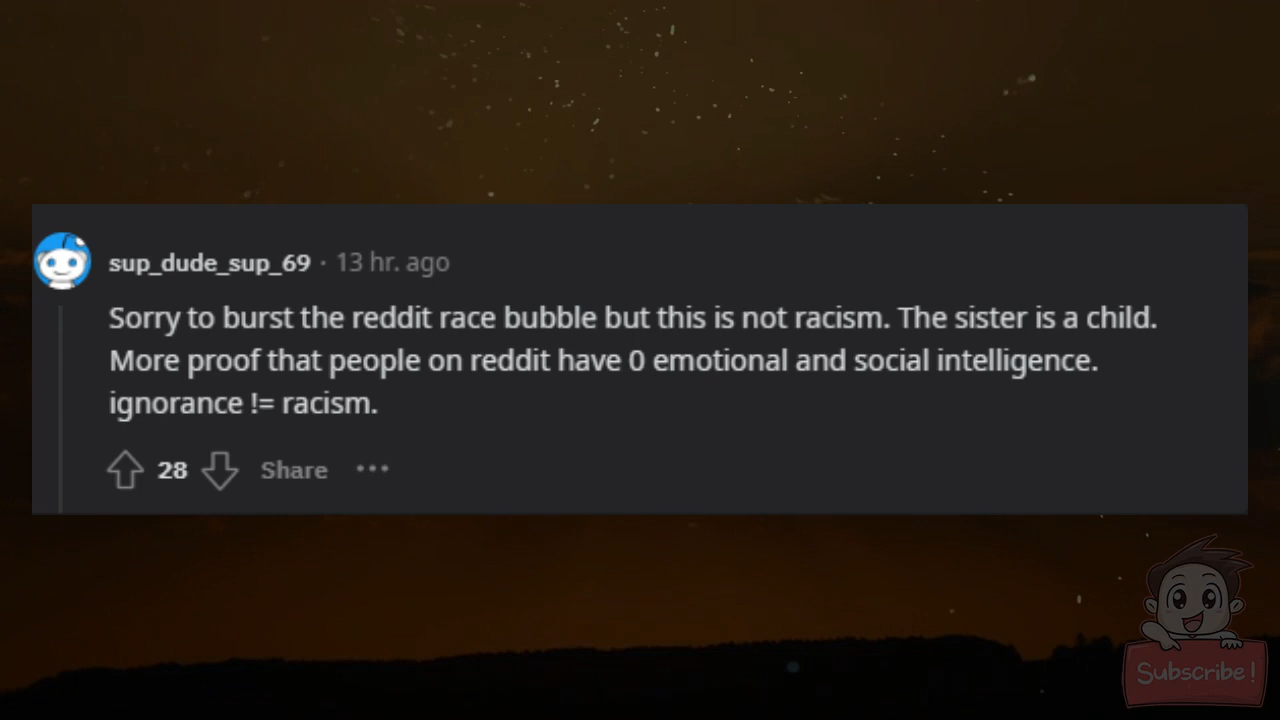 sup_dude_sup_69 · 13 hr. ago
Sorry to burst the reddit race bubble but this is not racism. The sister is a child.
More proof that people on reddit have 0 emotional and social intelligence.
ignorance != racism.
28 Share ···
Subscribe!